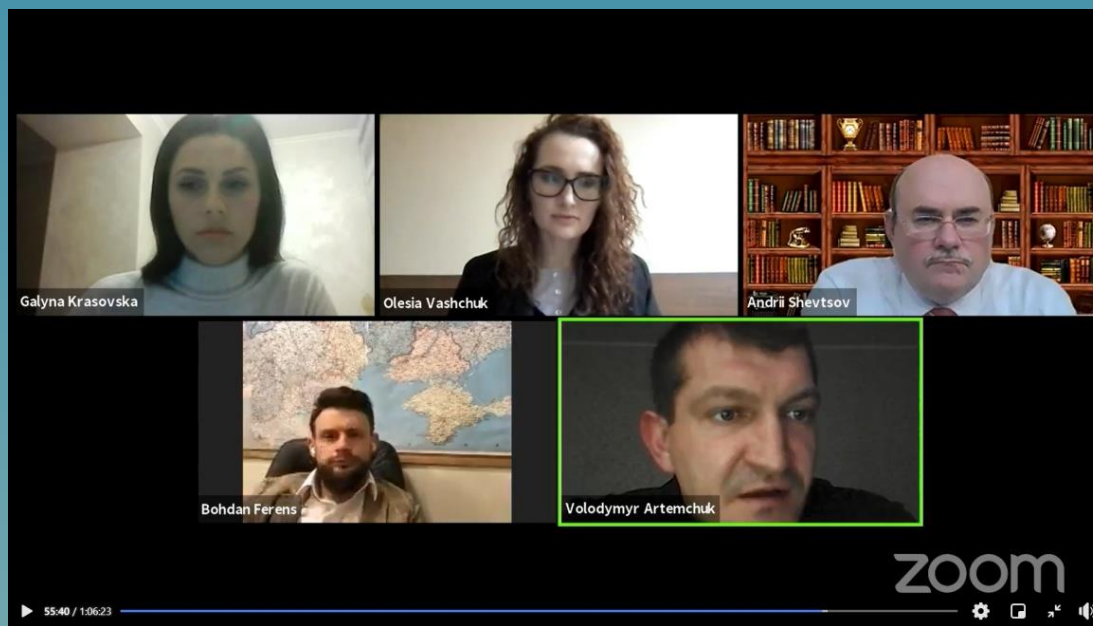 Galyna Krasovska
Olesia Vashchuk
Andrii Shevtsov
Bohdan Ferens
Volodymyr Artemchuk
zoom
55:40 / 1:06:23